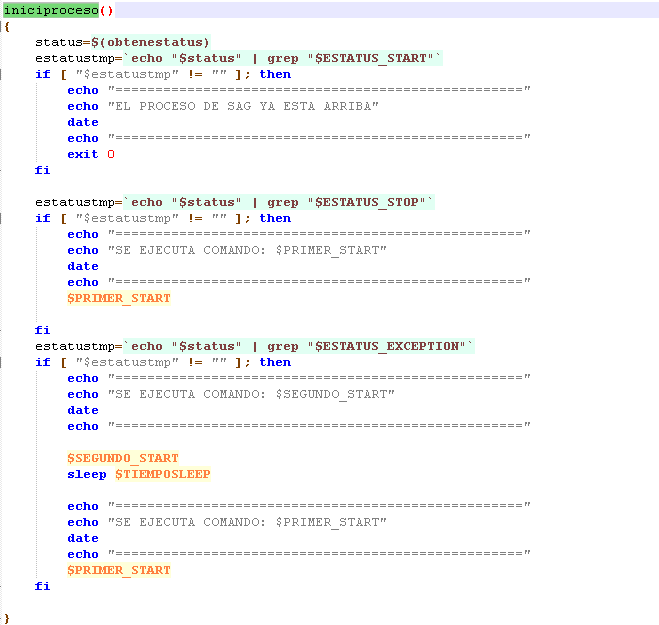 iniciproceso()
{
    status=$(obtenestatus)
    estatustmp=`echo "$status" | grep "$ESTATUS_START"`
    if [ "$estatustmp" != "" ]; then
        echo "===================================================="
        echo "EL PROCESO DE SAG YA ESTA ARRIBA"
        date
        echo "===================================================="
        exit 0
    fi

    estatustmp=`echo "$status" | grep "$ESTATUS_STOP"`
    if [ "$estatustmp" != "" ]; then
        echo "===================================================="
        echo "SE EJECUTA COMANDO: $PRIMER_START"
        date
        echo "===================================================="
        $PRIMER_START

    fi
    estatustmp=`echo "$status" | grep "$ESTATUS_EXCEPTION"`
    if [ "$estatustmp" != "" ]; then
        echo "===================================================="
        echo "SE EJECUTA COMANDO: $SEGUNDO_START"
        date
        echo "===================================================="

        $SEGUNDO_START
        sleep $TIEMPOSLEEP

        echo "===================================================="
        echo "SE EJECUTA COMANDO: $PRIMER_START"
        date
        echo "===================================================="
        $PRIMER_START
    fi

}